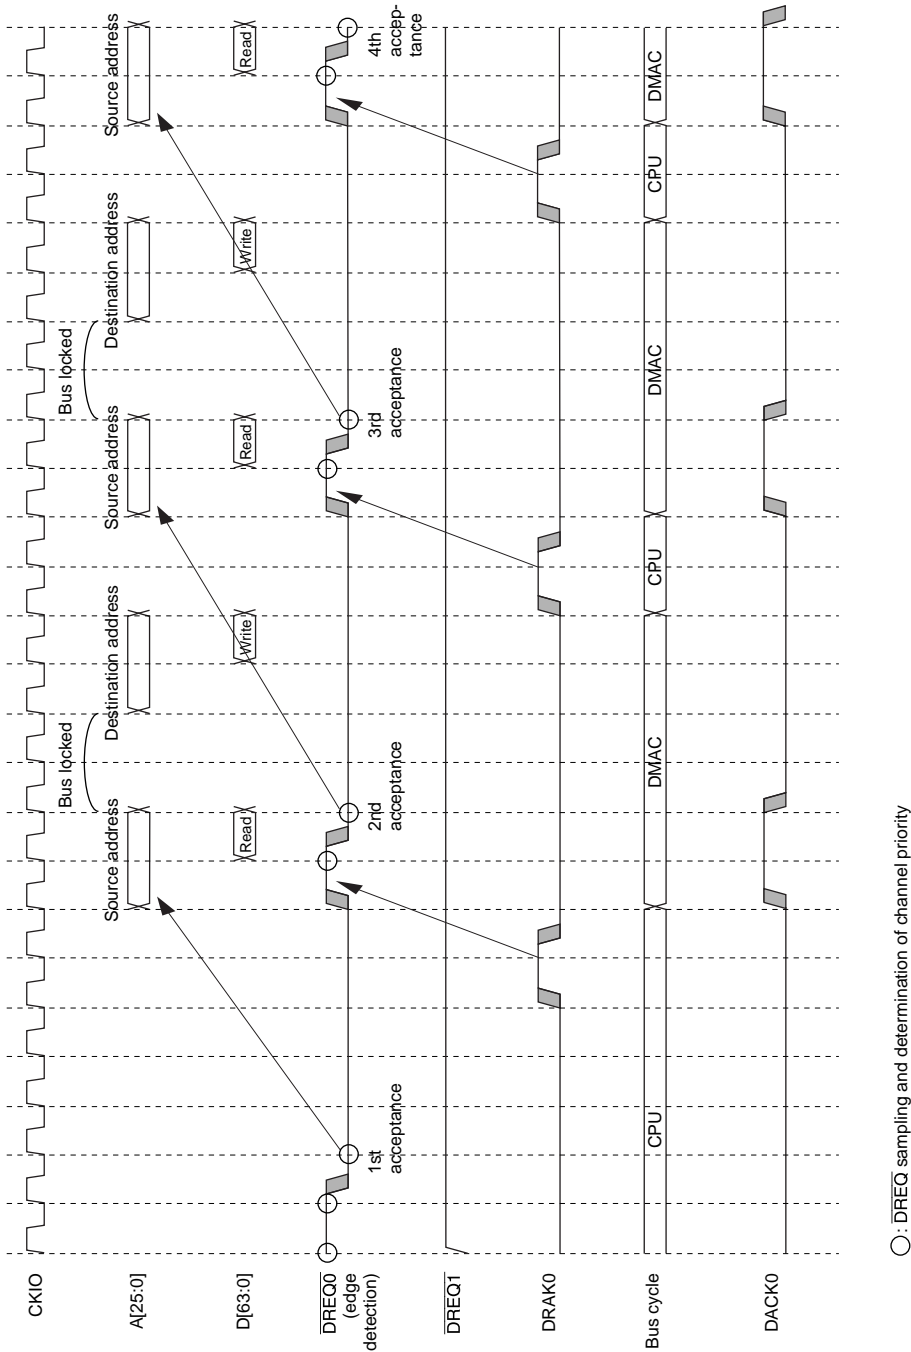 CKIO
Bus locked
Bus locked
A[25:0]
Source address
Destination address
Source address
Destination address
Source address
D[63:0]
Read
Write
Read
Write
Read
DREQ0
(edge
detection)
1st
acceptance
2nd
acceptance
3rd
acceptance
4th
accep-
tance
DREQ1
DRAK0
Bus cycle
CPU
DMAC
CPU
DMAC
CPU
DMAC
DACK0
: DREQ sampling and determination of channel priority